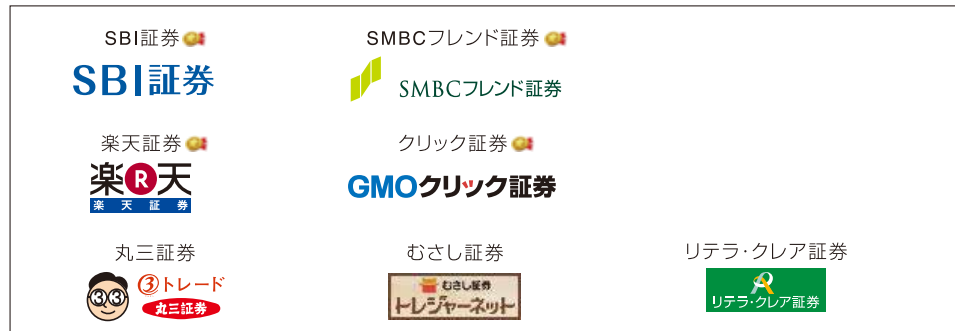 SBI証券
SMBCフレンド証券
SBI証券
SMBCフレンド証券
楽天証券
クリック証券
楽R天
楽天証券
GMOクリック証券
丸三証券
むさし証券
リテラ・クレア証券
33
③トレード
丸三証券
むさし証券
トレジャーネット
リテラ・クレア証券